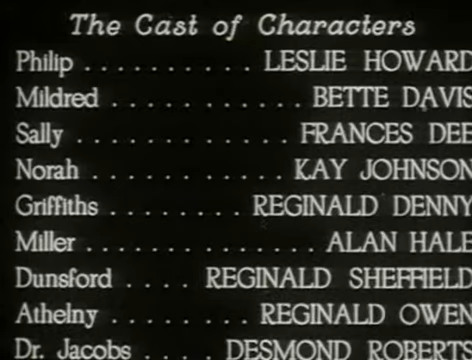 The Cast of Characters
Philip . . . . . . . . . . LESLIE HOWARD
Mildred . . . . . . . . . . . BETTE DAVIS
Sally . . . . . . . . . . . . . FRANCES DEE
Norah . . . . . . . . . . . . KAY JOHNSON
Griffiths . . . . . . . . REGINALD DENNY
Miller . . . . . . . . . . . . . . ALAN HALE
Dunsford . . . . REGINALD SHEFFIELD
Athelny . . . . . . . . . REGINALD OWEN
Dr. Jacobs . . . . DESMOND ROBERTS